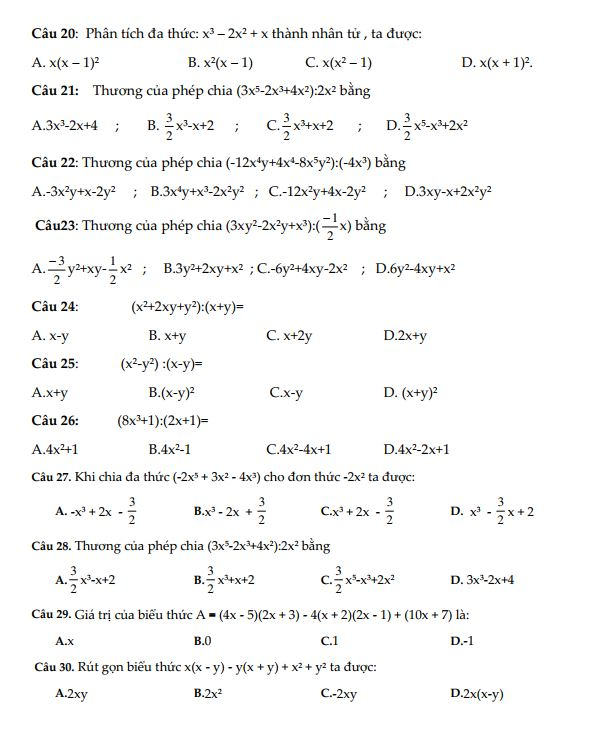 Câu 20: Phân tích đa thức: x³ – 2x² + x thành nhân tử , ta được:
A. x(x – 1)² B. x²(x – 1) C. x(x² – 1) D. x(x + 1)².
Câu 21: Thương của phép chia (3x⁵-2x³+4x²):2x² bằng
A.3x³-2x+4 ; B. 3/2 x³-x+2 ; C. 3/2 x³+x+2 ; D. 3/2 x⁵-x³+2x²
Câu 22: Thương của phép chia (-12x⁴y+4x⁴-8x⁵y²):(-4x³) bằng
A.-3x²y+x-2y² ; B.3x⁴y+x³-2x²y² ; C.-12x²y+4x-2y² ; D.3xy-x+2x²y²
Câu23: Thương của phép chia (3xy²-2x²y+x³):(-1/2 x) bằng
A. -3/2 y²+xy- 1/2 x² ; B.3y²+2xy+x² ; C.-6y²+4xy-2x² ; D.6y²-4xy+x²
Câu 24: (x²+2xy+y²):(x+y)=
A. x-y B. x+y C. x+2y D.2x+y
Câu 25: (x²-y²) :(x-y)=
A.x+y B.(x-y)² C.x-y D. (x+y)²
Câu 26: (8x³+1):(2x+1)=
A.4x²+1 B.4x²-1 C.4x²-4x+1 D.4x²-2x+1
Câu 27. Khi chia đa thức (-2x⁵ + 3x² - 4x³) cho đơn thức -2x² ta được:
A. -x³ + 2x - 3/2 B.x³ - 2x + 3/2 C.x³ + 2x - 3/2 D. x³ - 3/2 x + 2
Câu 28. Thương của phép chia (3x⁵-2x³+4x²):2x² bằng
A. 3/2 x³-x+2 B. 3/2 x³+x+2 C. 3/2 x⁵-x³+2x² D. 3x³-2x+4
Câu 29. Giá trị của biểu thức A = (4x - 5)(2x + 3) - 4(x + 2)(2x - 1) + (10x + 7) là:
A.x B.0 C.1 D.-1
Câu 30. Rút gọn biểu thức x(x - y) - y(x + y) + x² + y² ta được:
A.2xy B.2x² C.-2xy D.2x(x-y)